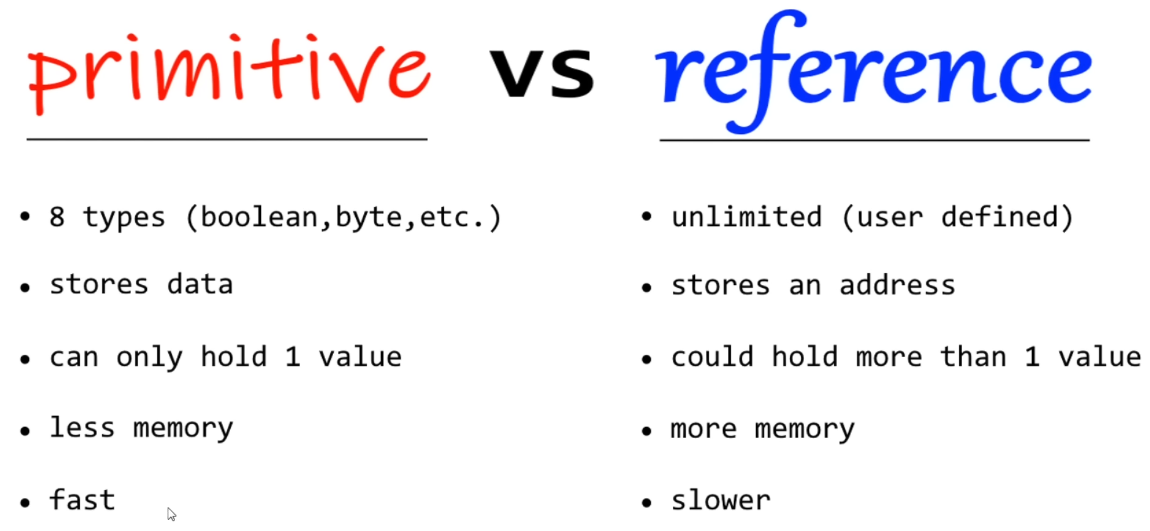 primitive vs reference
• 8 types (boolean,byte,etc.)
• stores data
• can only hold 1 value
• less memory
• fast
• unlimited (user defined)
• stores an address
• could hold more than 1 value
• more memory
• slower